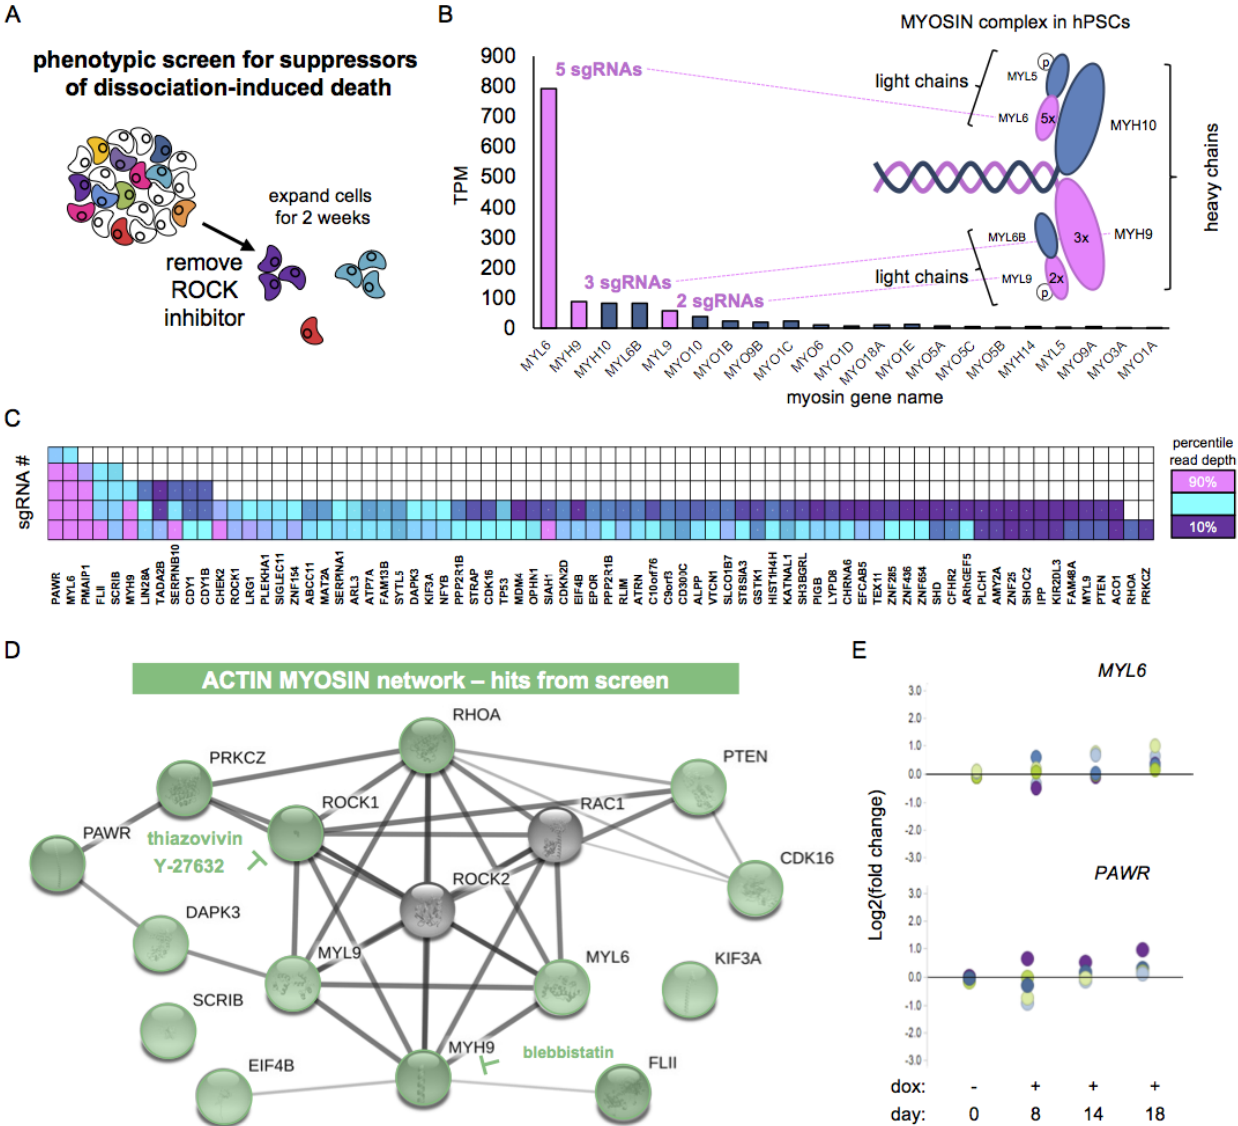 A
phenotypic screen for suppressors
of dissociation-induced death
expand cells
for 2 weeks
remove
ROCK
inhibitor
B
MYOSIN complex in hPSCs
TPM
900
800
700
600
500
400
300
200
100
0
5 sgRNAs
3 sgRNAs
2 sgRNAs
light chains
p
MYL5
MYL6
5x
MYH10
heavy chains
MYL6B
3x
MYH9
light chains
MYL9
2x
p
MYL6
MYH9
MYH10
MYL6B
MYL9
MYO10
MYO1B
MYO9B
MYO1C
MYO6
MYO1D
MYO18A
MYO1E
MYO5A
MYO5C
MYO5B
MYH14
MYL5
MYO9A
MYO3A
MYO1A
myosin gene name
C
sgRNA #
percentile
read depth
90%
10%
PAWR
MYL6
PMAIP1
FLII
SCRIB
MYH9
LIN28A
TADA2B
SERPNB10
CDY1
CDY1B
CHEK2
ROCK1
LRG1
PLEKHA1
SIGLEC11
ZNF154
ABCC11
MAT2A
SERPINA1
ARL3
ATP7A
FAM13B
SYTL5
DAPK3
KIF3A
NFYB
PPP2R1B
STRAP
CDK16
TP53
MDM4
OPHN1
SIAH1
CDKN2D
EIF4B
EPOR
PPP2R1B
RLIM
ATRN
C10orf76
C9orf3
CD300C
ALPP
VTCN1
SLCO1B7
ST8SIA3
GSTK1
HIST1H4H
KATNAL1
SH3BGRL
PIGB
LYPD8
CHRNA6
EFCAB5
TEX11
ZNF285
ZNF436
ZNF654
SHD
CFHR2
ARHGEF5
PLCH1
AMY2A
ZNF25
SHOC2
IPP
KIR2DL3
FAM48A
MYL9
PTEN
ACO1
RHOA
PRKCZ
D
ACTIN MYOSIN network – hits from screen
RHOA
PRKCZ
PTEN
ROCK1
RAC1
PAWR
thiazovivin
Y-27632
CDK16
ROCK2
DAPK3
MYL9
MYL6
KIF3A
SCRIB
MYH9
blebbistatin
EIF4B
FLII
E
MYL6
3.0
2.0
1.0
0.0
-1.0
-2.0
-3.0
Log2(fold change)
PAWR
3.0
2.0
1.0
0.0
-1.0
-2.0
-3.0
dox: - + + +
day: 0 8 14 18